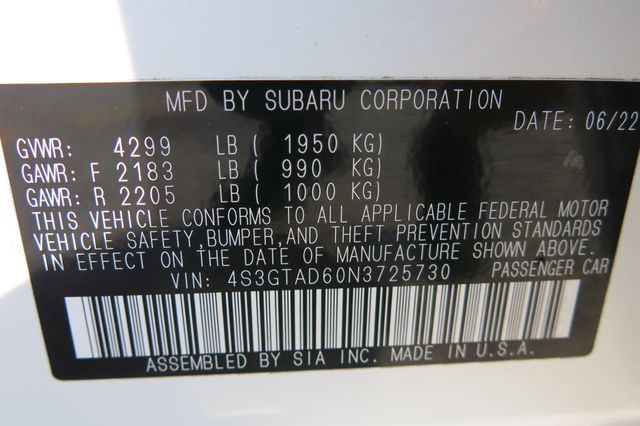 MFD BY SUBARU CORPORATION
DATE: 06/22
GVWR: 4299 LB ( 1950 KG)
GAWR: F 2183 LB ( 990 KG)
GAWR: R 2205 LB ( 1000 KG)
THIS VEHICLE CONFORMS TO ALL APPLICABLE FEDERAL MOTOR
VEHICLE SAFETY,BUMPER,AND THEFT PREVENTION STANDARDS
IN EFFECT ON THE DATE OF MANUFACTURE SHOWN ABOVE.
VIN: 4S3GTAD60N3725730 PASSENGER CAR
ASSEMBLED BY SIA INC. MADE IN U.S.A.